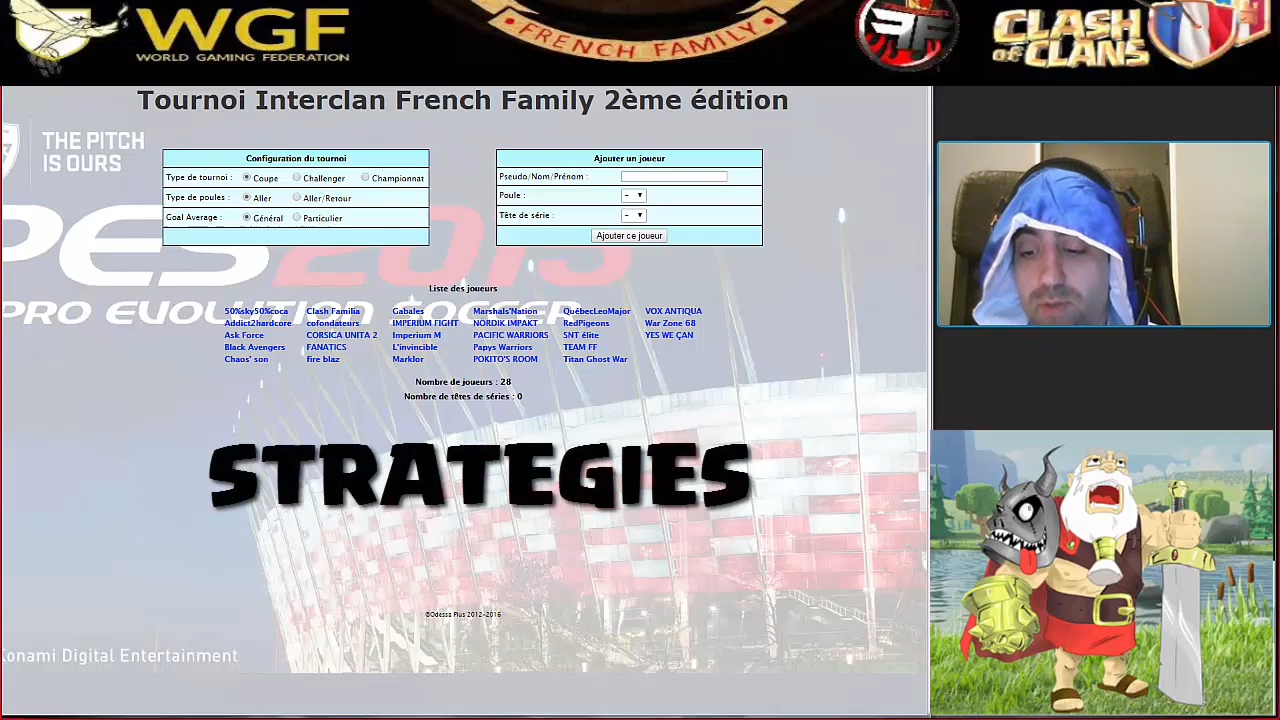 WGF
WORLD GAMING FEDERATION
FRENCH FAMILY
FF
CLASH
of CLANS
Tournoi Interclan French Family 2ème édition
THE PITCH
IS OURS
Configuration du tournoi
Type de tournoi : Coupe Challenger Championnat
Type de poules : Aller Aller/Retour
Goal Average : Général Particulier
Ajouter un joueur
Pseudo/Nom/Prénom :
Poule : -
Tête de série : -
Ajouter ce joueur
PES 2015
PRO EVOLUTION SOCCER
Liste des joueurs
50%sky50%coca Clash Familia Gabales Marshals'Nation QuébecLeoMajor VOX ANTIQUA
Addict2hardcore cofondateurs IMPERIUM FIGHT NORDIK IMPAKT RedPigeons War Zone 68
Ask Force CORSICA UNITA 2 Imperium M PACIFIC WARRIORS SNT élite YES WE ÇAN
Black Avengers FANATICS L'invincible Papys Warriors TEAM FF
Chaos' son fire blaz Marklor POKITO'S ROOM Titan Ghost War
Nombre de joueurs : 28
Nombre de têtes de séries : 0
STRATEGIES
©Odessa Plus 2012-2016
Konami Digital Entertainment